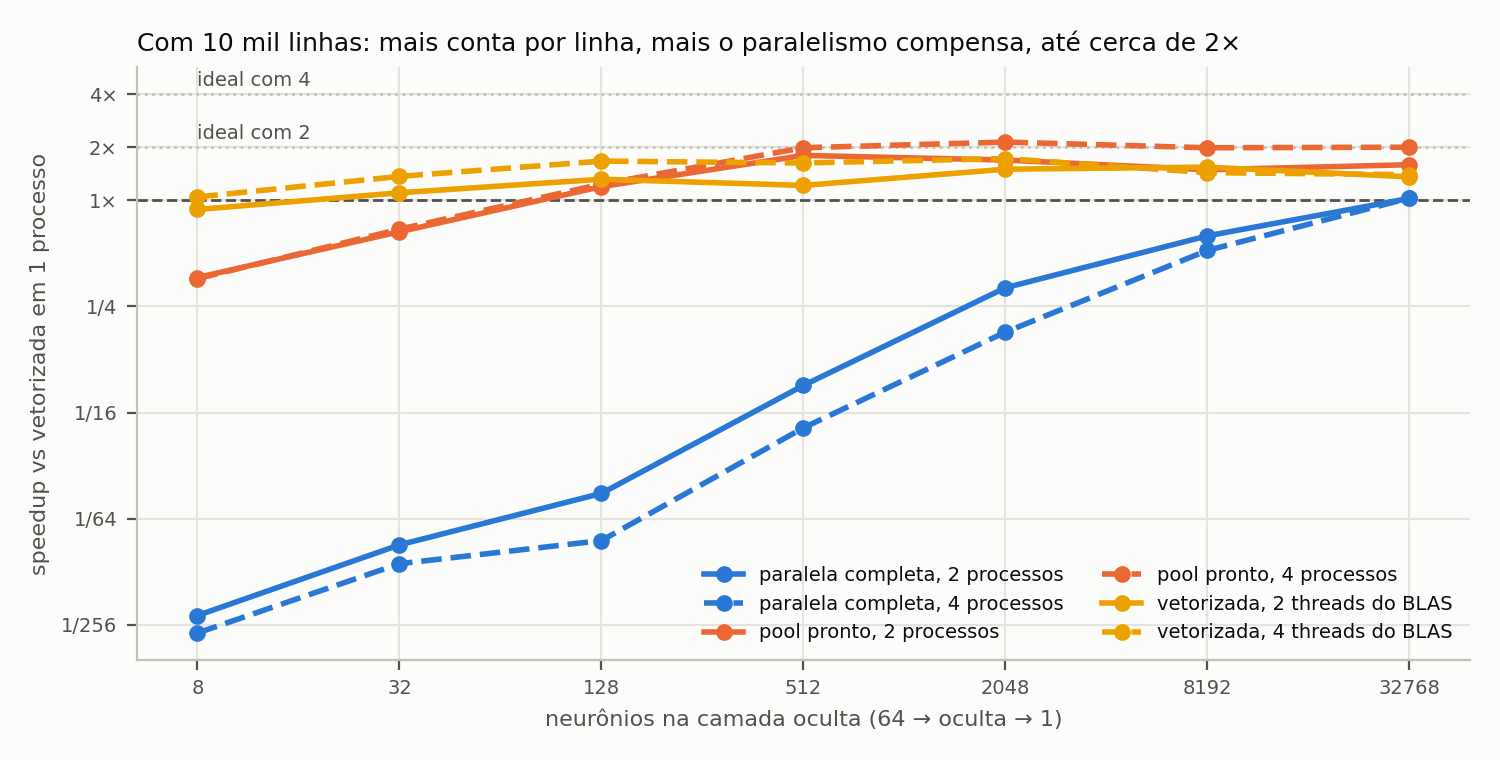 Com 10 mil linhas: mais conta por linha, mais o paralelismo compensa, até cerca de 2×
ideal com 4
4×
ideal com 2
2×
1×
1/4
1/16
1/64
1/256
speedup vs vetorizada em 1 processo
paralela completa, 2 processos
paralela completa, 4 processos
pool pronto, 2 processos
pool pronto, 4 processos
vetorizada, 2 threads do BLAS
vetorizada, 4 threads do BLAS
8 32 128 512 2048 8192 32768
neurônios na camada oculta (64 → oculta → 1)